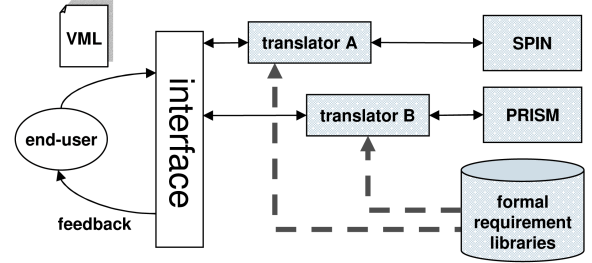 VML
translator A
SPIN
interface
translator B
PRISM
end-user
feedback
formal
requirement
libraries